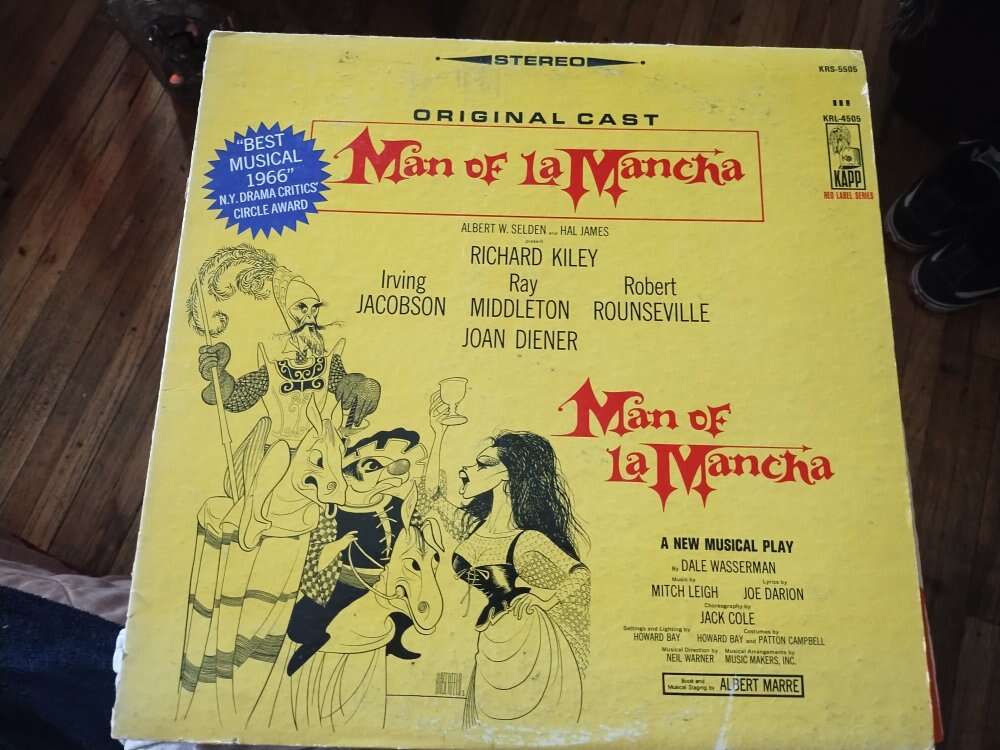 STEREO
KRS-5505
KRL-4505
KAPP
RED LABEL SERIES
ORIGINAL CAST
Man of La Mancha
"BEST
MUSICAL
1966"
N.Y. DRAMA CRITICS'
CIRCLE AWARD
ALBERT W. SELDEN and HAL JAMES
present
RICHARD KILEY
Irving Ray Robert
JACOBSON MIDDLETON ROUNSEVILLE
JOAN DIENER
Man of
La Mancha
A NEW MUSICAL PLAY
By DALE WASSERMAN
Music by Lyrics by
MITCH LEIGH JOE DARION
Choreography by
JACK COLE
Settings and Lighting by Costumes by
HOWARD BAY HOWARD BAY and PATTON CAMPBELL
Musical Direction by Musical Arrangements by
NEIL WARNER MUSIC MAKERS, INC.
Book and
Musical Staging by ALBERT MARRE